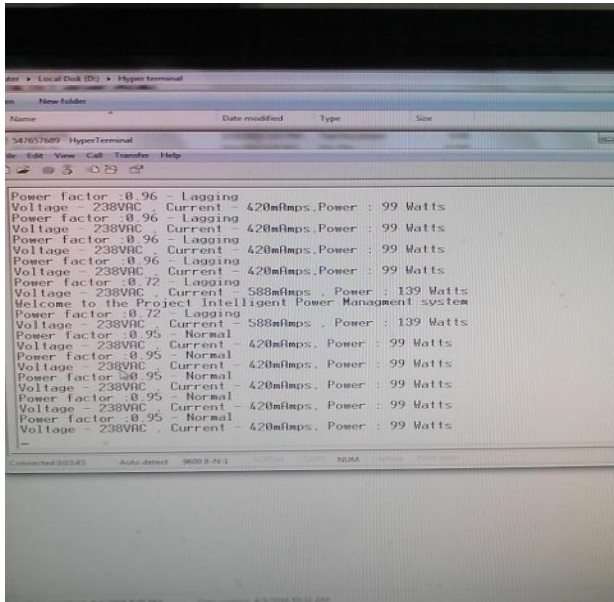 ▸ Local Disk (D:) ▸ Hyper terminal
New folder
Name Date modified Type Size
547657689 - HyperTerminal
Edit View Call Transfer Help
Power factor :0.96 - Lagging
Voltage - 238VAC , Current - 420mAmps,Power : 99 Watts
Power factor :0.96 - Lagging
Voltage - 238VAC , Current - 420mAmps,Power : 99 Watts
Power factor :0.96 - Lagging
Voltage - 238VAC , Current - 420mAmps,Power : 99 Watts
Power factor :0.96 - Lagging
Voltage - 238VAC , Current - 420mAmps,Power : 99 Watts
Power factor :0.72 - Lagging
Voltage - 238VAC , Current - 588mAmps , Power : 139 Watts
Welcome to the Project Intelligent Power Managment system
Power factor :0.72 - Lagging
Voltage - 238VAC , Current - 588mAmps , Power : 139 Watts
Power factor :0.95 - Normal
Voltage - 238VAC , Current - 420mAmps, Power : 99 Watts
Power factor :0.95 - Normal
Voltage - 238VAC , Current - 420mAmps, Power : 99 Watts
Power factor :0.95 - Normal
Voltage - 238VAC , Current - 420mAmps, Power : 99 Watts
Power factor :0.95 - Normal
Voltage - 238VAC , Current - 420mAmps, Power : 99 Watts
Power factor :0.95 - Normal
Voltage - 238VAC , Current - 420mAmps, Power : 99 Watts
Connected 0:03:43 Auto detect 9600 8-N-1 SCROLL CAPS NUM Capture